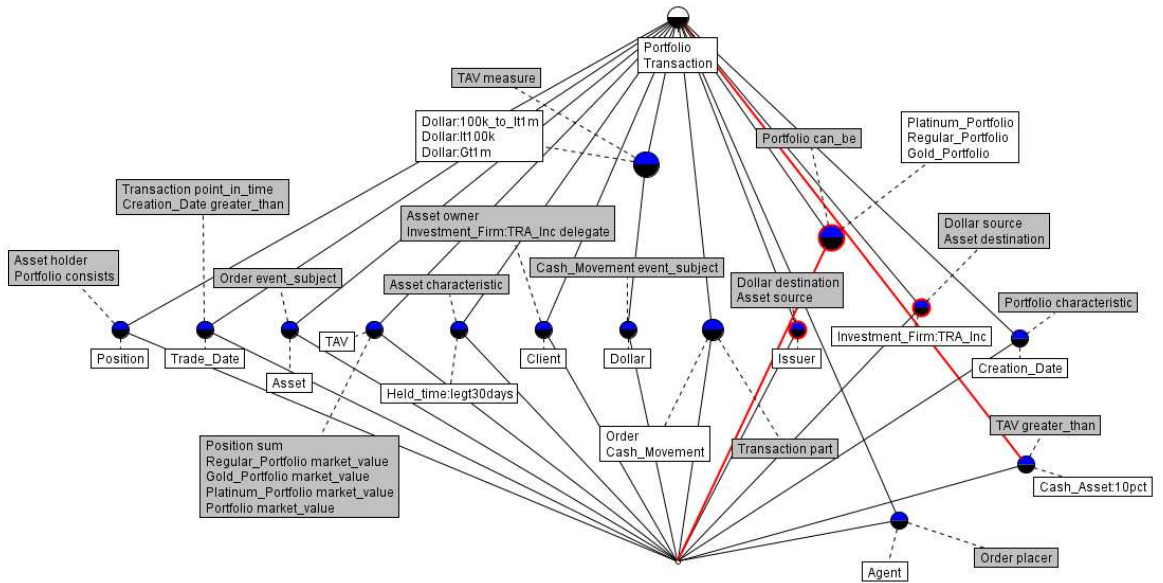 Portfolio
Transaction
TAV measure
Dollar:100k_to_lt1m
Dollar:lt100k
Dollar:Gt1m
Portfolio can_be
Platinum_Portfolio
Regular_Portfolio
Gold_Portfolio
Transaction point_in_time
Creation_Date greater_than
Asset owner
Investment_Firm:TRA_Inc delegate
Dollar source
Asset destination
Asset holder
Portfolio consists
Order event_subject
Asset characteristic
Cash_Movement event_subject
Dollar destination
Asset source
Portfolio characteristic
Position
Trade_Date
Asset
TAV
Held_time:legt30days
Client
Dollar
Issuer
Investment_Firm:TRA_Inc
Creation_Date
Position sum
Regular_Portfolio market_value
Gold_Portfolio market_value
Platinum_Portfolio market_value
Portfolio market_value
Order
Cash_Movement
Transaction part
TAV greater_than
Cash_Asset:10pct
Agent
Order placer